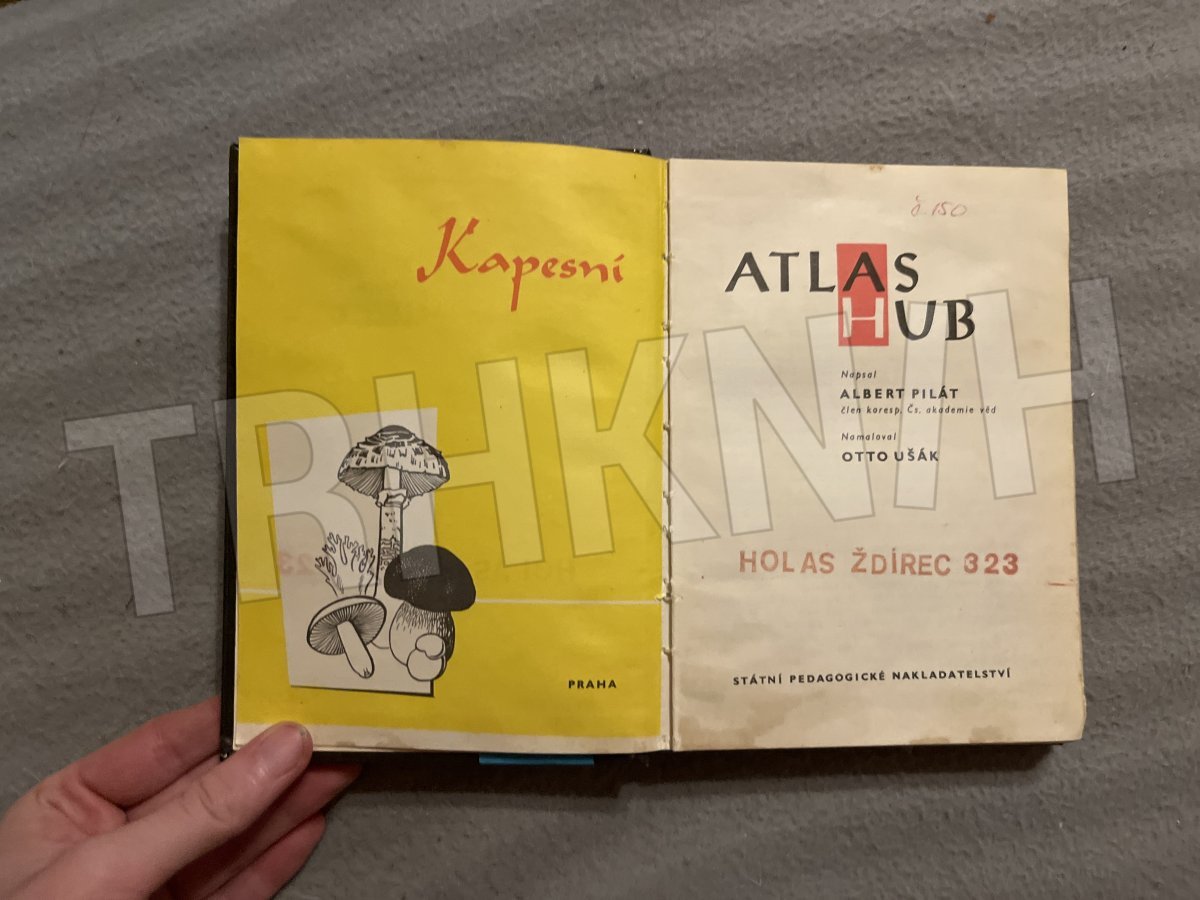 Kapesní
PRAHA
č. 150
ATLAS
HUB
Napsal
ALBERT PILÁT
člen koresp. Čs. akademie věd
Namaloval
OTTO UŠÁK
HOLAS ŽDÍREC 323
STÁTNÍ PEDAGOGICKÉ NAKLADATELSTVÍ
TRHKNIH